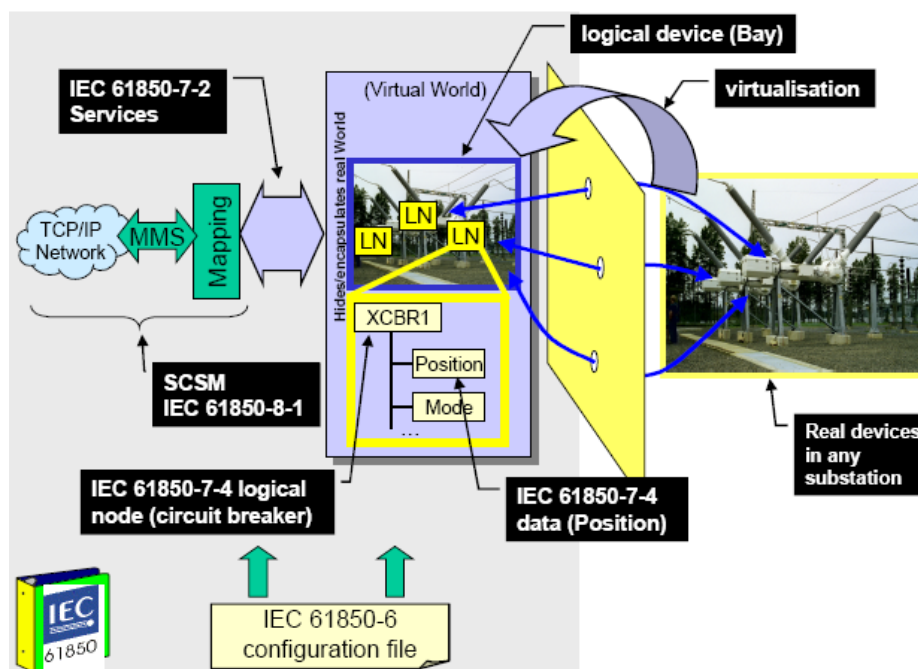 logical device (Bay)
IEC 61850-7-2
Services
(Virtual World)
virtualisation
Hides/encapsulates real World
TCP/IP
Network
MMS
Mapping
LN
LN
LN
XCBR1
Position
Mode
...
SCSM
IEC 61850-8-1
Real devices
in any
substation
IEC 61850-7-4 logical
node (circuit breaker)
IEC 61850-7-4
data (Position)
IEC 61850-6
configuration file
IEC
61850